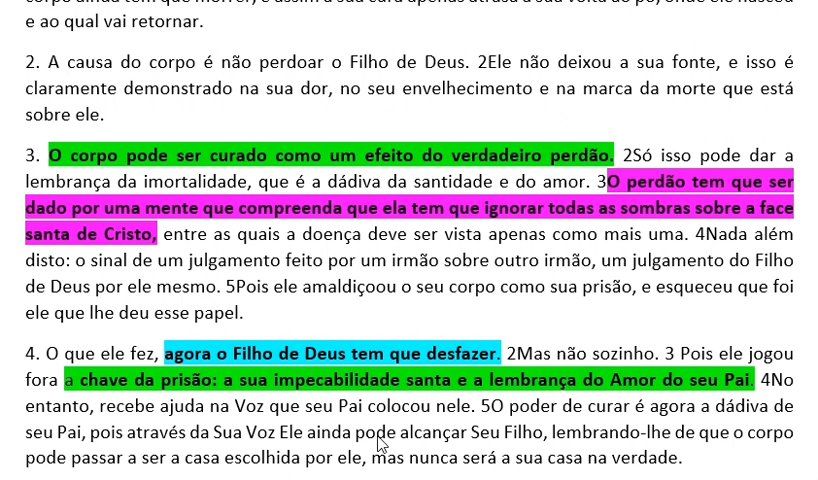 e ao qual vai retornar.
2. A causa do corpo é não perdoar o Filho de Deus. 2Ele não deixou a sua fonte, e isso é
claramente demonstrado na sua dor, no seu envelhecimento e na marca da morte que está
sobre ele.
3. O corpo pode ser curado como um efeito do verdadeiro perdão. 2Só isso pode dar a
lembrança da imortalidade, que é a dádiva da santidade e do amor. 3O perdão tem que ser
dado por uma mente que compreenda que ela tem que ignorar todas as sombras sobre a face
santa de Cristo, entre as quais a doença deve ser vista apenas como mais uma. 4Nada além
disto: o sinal de um julgamento feito por um irmão sobre outro irmão, um julgamento do Filho
de Deus por ele mesmo. 5Pois ele amaldiçoou o seu corpo como sua prisão, e esqueceu que foi
ele que lhe deu esse papel.
4. O que ele fez, agora o Filho de Deus tem que desfazer. 2Mas não sozinho. 3 Pois ele jogou
fora a chave da prisão: a sua impecabilidade santa e a lembrança do Amor do seu Pai. 4No
entanto, recebe ajuda na Voz que seu Pai colocou nele. 5O poder de curar é agora a dádiva de
seu Pai, pois através da Sua Voz Ele ainda pode alcançar Seu Filho, lembrando-lhe de que o corpo
pode passar a ser a casa escolhida por ele, mas nunca será a sua casa na verdade.